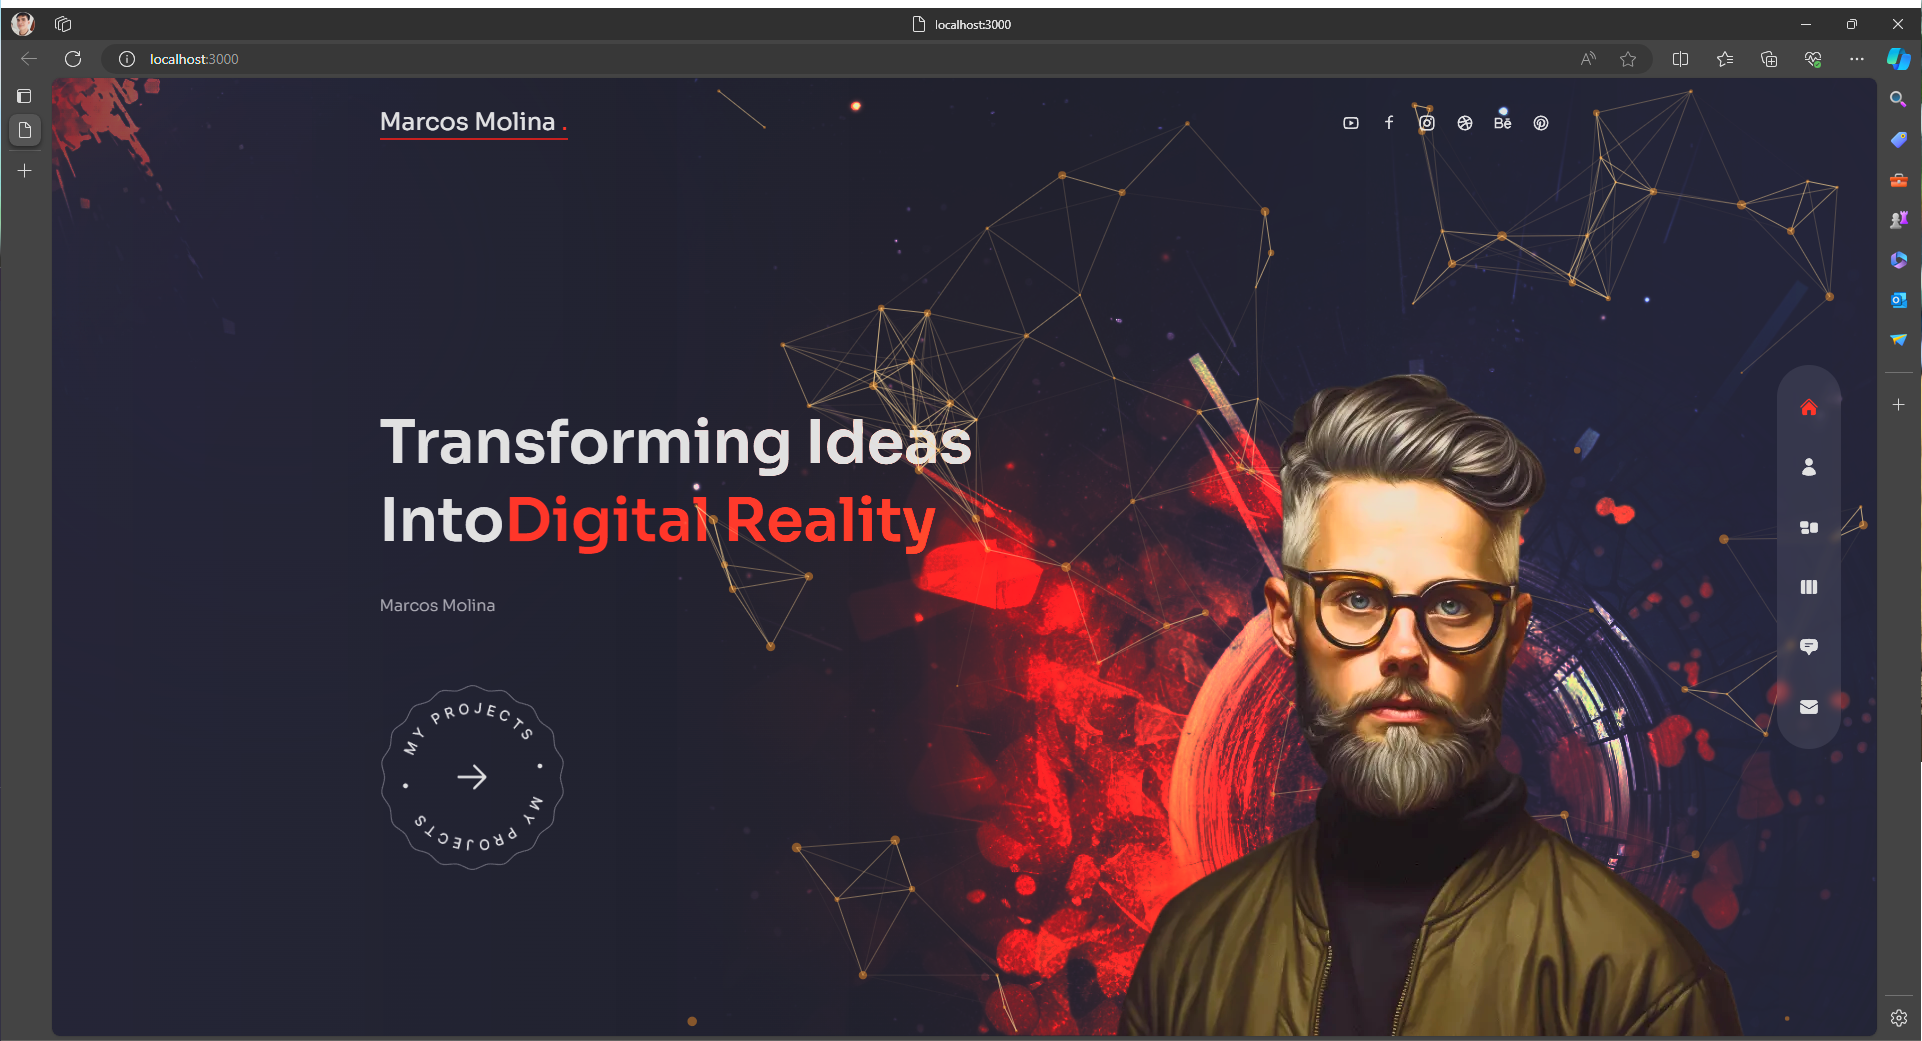 localhost:3000
localhost:3000
Marcos Molina .
Bē
Transforming Ideas
IntoDigital Reality
Marcos Molina
MY PROJECTS • MY PROJECTS •